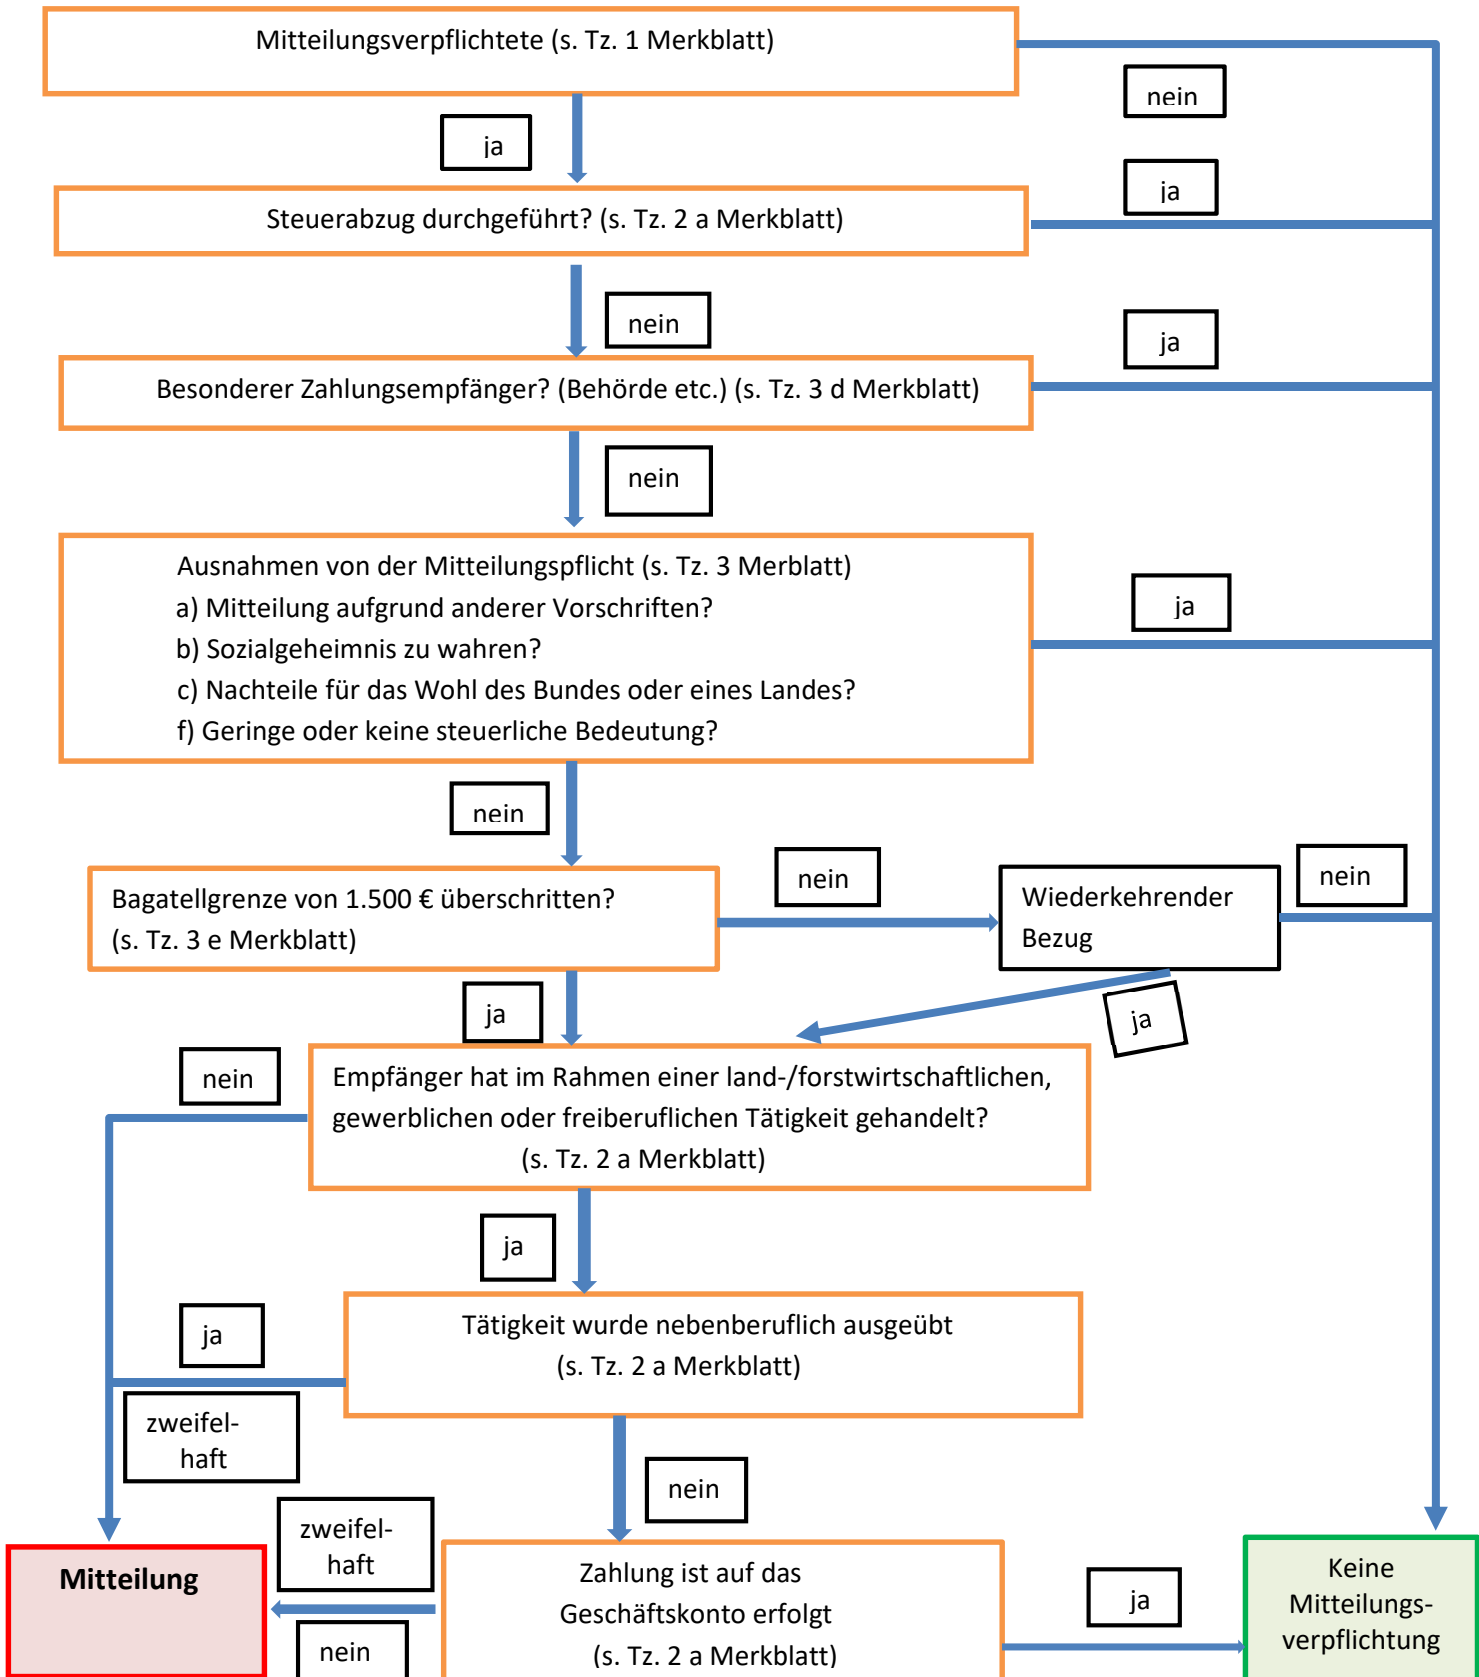 Mitteilungsverpflichtete (s. Tz. 1 Merkblatt)
nein
ja
ja
Steuerabzug durchgeführt? (s. Tz. 2 a Merkblatt)
nein
ja
Besonderer Zahlungsempfänger? (Behörde etc.) (s. Tz. 3 d Merkblatt)
nein
Ausnahmen von der Mitteilungspflicht (s. Tz. 3 Merblatt)
a) Mitteilung aufgrund anderer Vorschriften?
b) Sozialgeheimnis zu wahren?
c) Nachteile für das Wohl des Bundes oder eines Landes?
f) Geringe oder keine steuerliche Bedeutung?
ja
nein
Bagatellgrenze von 1.500 € überschritten?
(s. Tz. 3 e Merkblatt)
nein
Wiederkehrender
Bezug
nein
ja
ja
nein
Empfänger hat im Rahmen einer land-/forstwirtschaftlichen,
gewerblichen oder freiberuflichen Tätigkeit gehandelt?
(s. Tz. 2 a Merkblatt)
ja
ja
Tätigkeit wurde nebenberuflich ausgeübt
(s. Tz. 2 a Merkblatt)
zweifel-
haft
nein
Mitteilung
zweifel-
haft
nein
Zahlung ist auf das
Geschäftskonto erfolgt
(s. Tz. 2 a Merkblatt)
ja
Keine
Mitteilungs-
verpflichtung